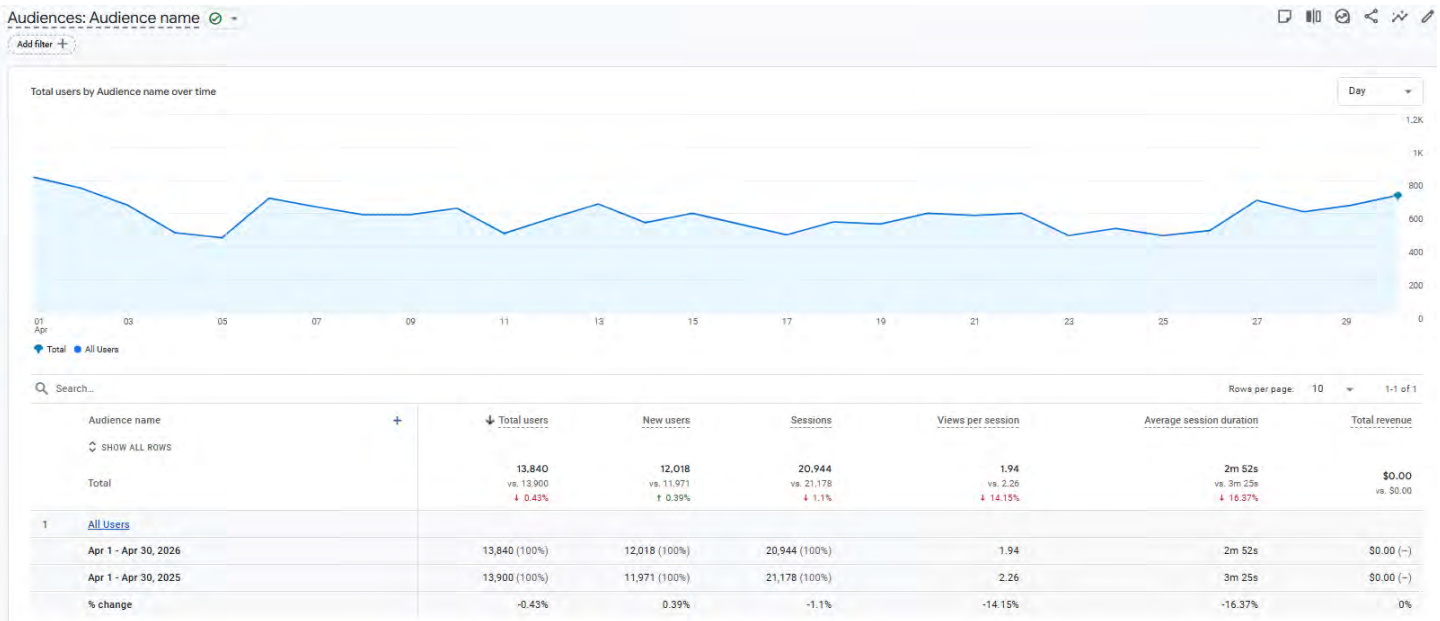 Audiences: Audience name
Add filter +
Total users by Audience name over time
Day
1.2K
1K
800
600
400
200
0
01 03 05 07 09 11 13 15 17 19 21 23 25 27 29
Apr
Total All Users
Search... Rows per page: 10 1-1 of 1
Audience name + Total users New users Sessions Views per session Average session duration Total revenue
SHOW ALL ROWS
Total
13,840 12,018 20,944 1.94 2m 52s $0.00
vs. 13,900 vs. 11,971 vs. 21,178 vs. 2.26 vs. 3m 25s vs. $0.00
↓ 0.43% ↑ 0.39% ↓ 1.1% ↓ 14.15% ↓ 16.37%
1 All Users
Apr 1 - Apr 30, 2026 13,840 (100%) 12,018 (100%) 20,944 (100%) 1.94 2m 52s $0.00 (–)
Apr 1 - Apr 30, 2025 13,900 (100%) 11,971 (100%) 21,178 (100%) 2.26 3m 25s $0.00 (–)
% change -0.43% 0.39% -1.1% -14.15% -16.37% 0%